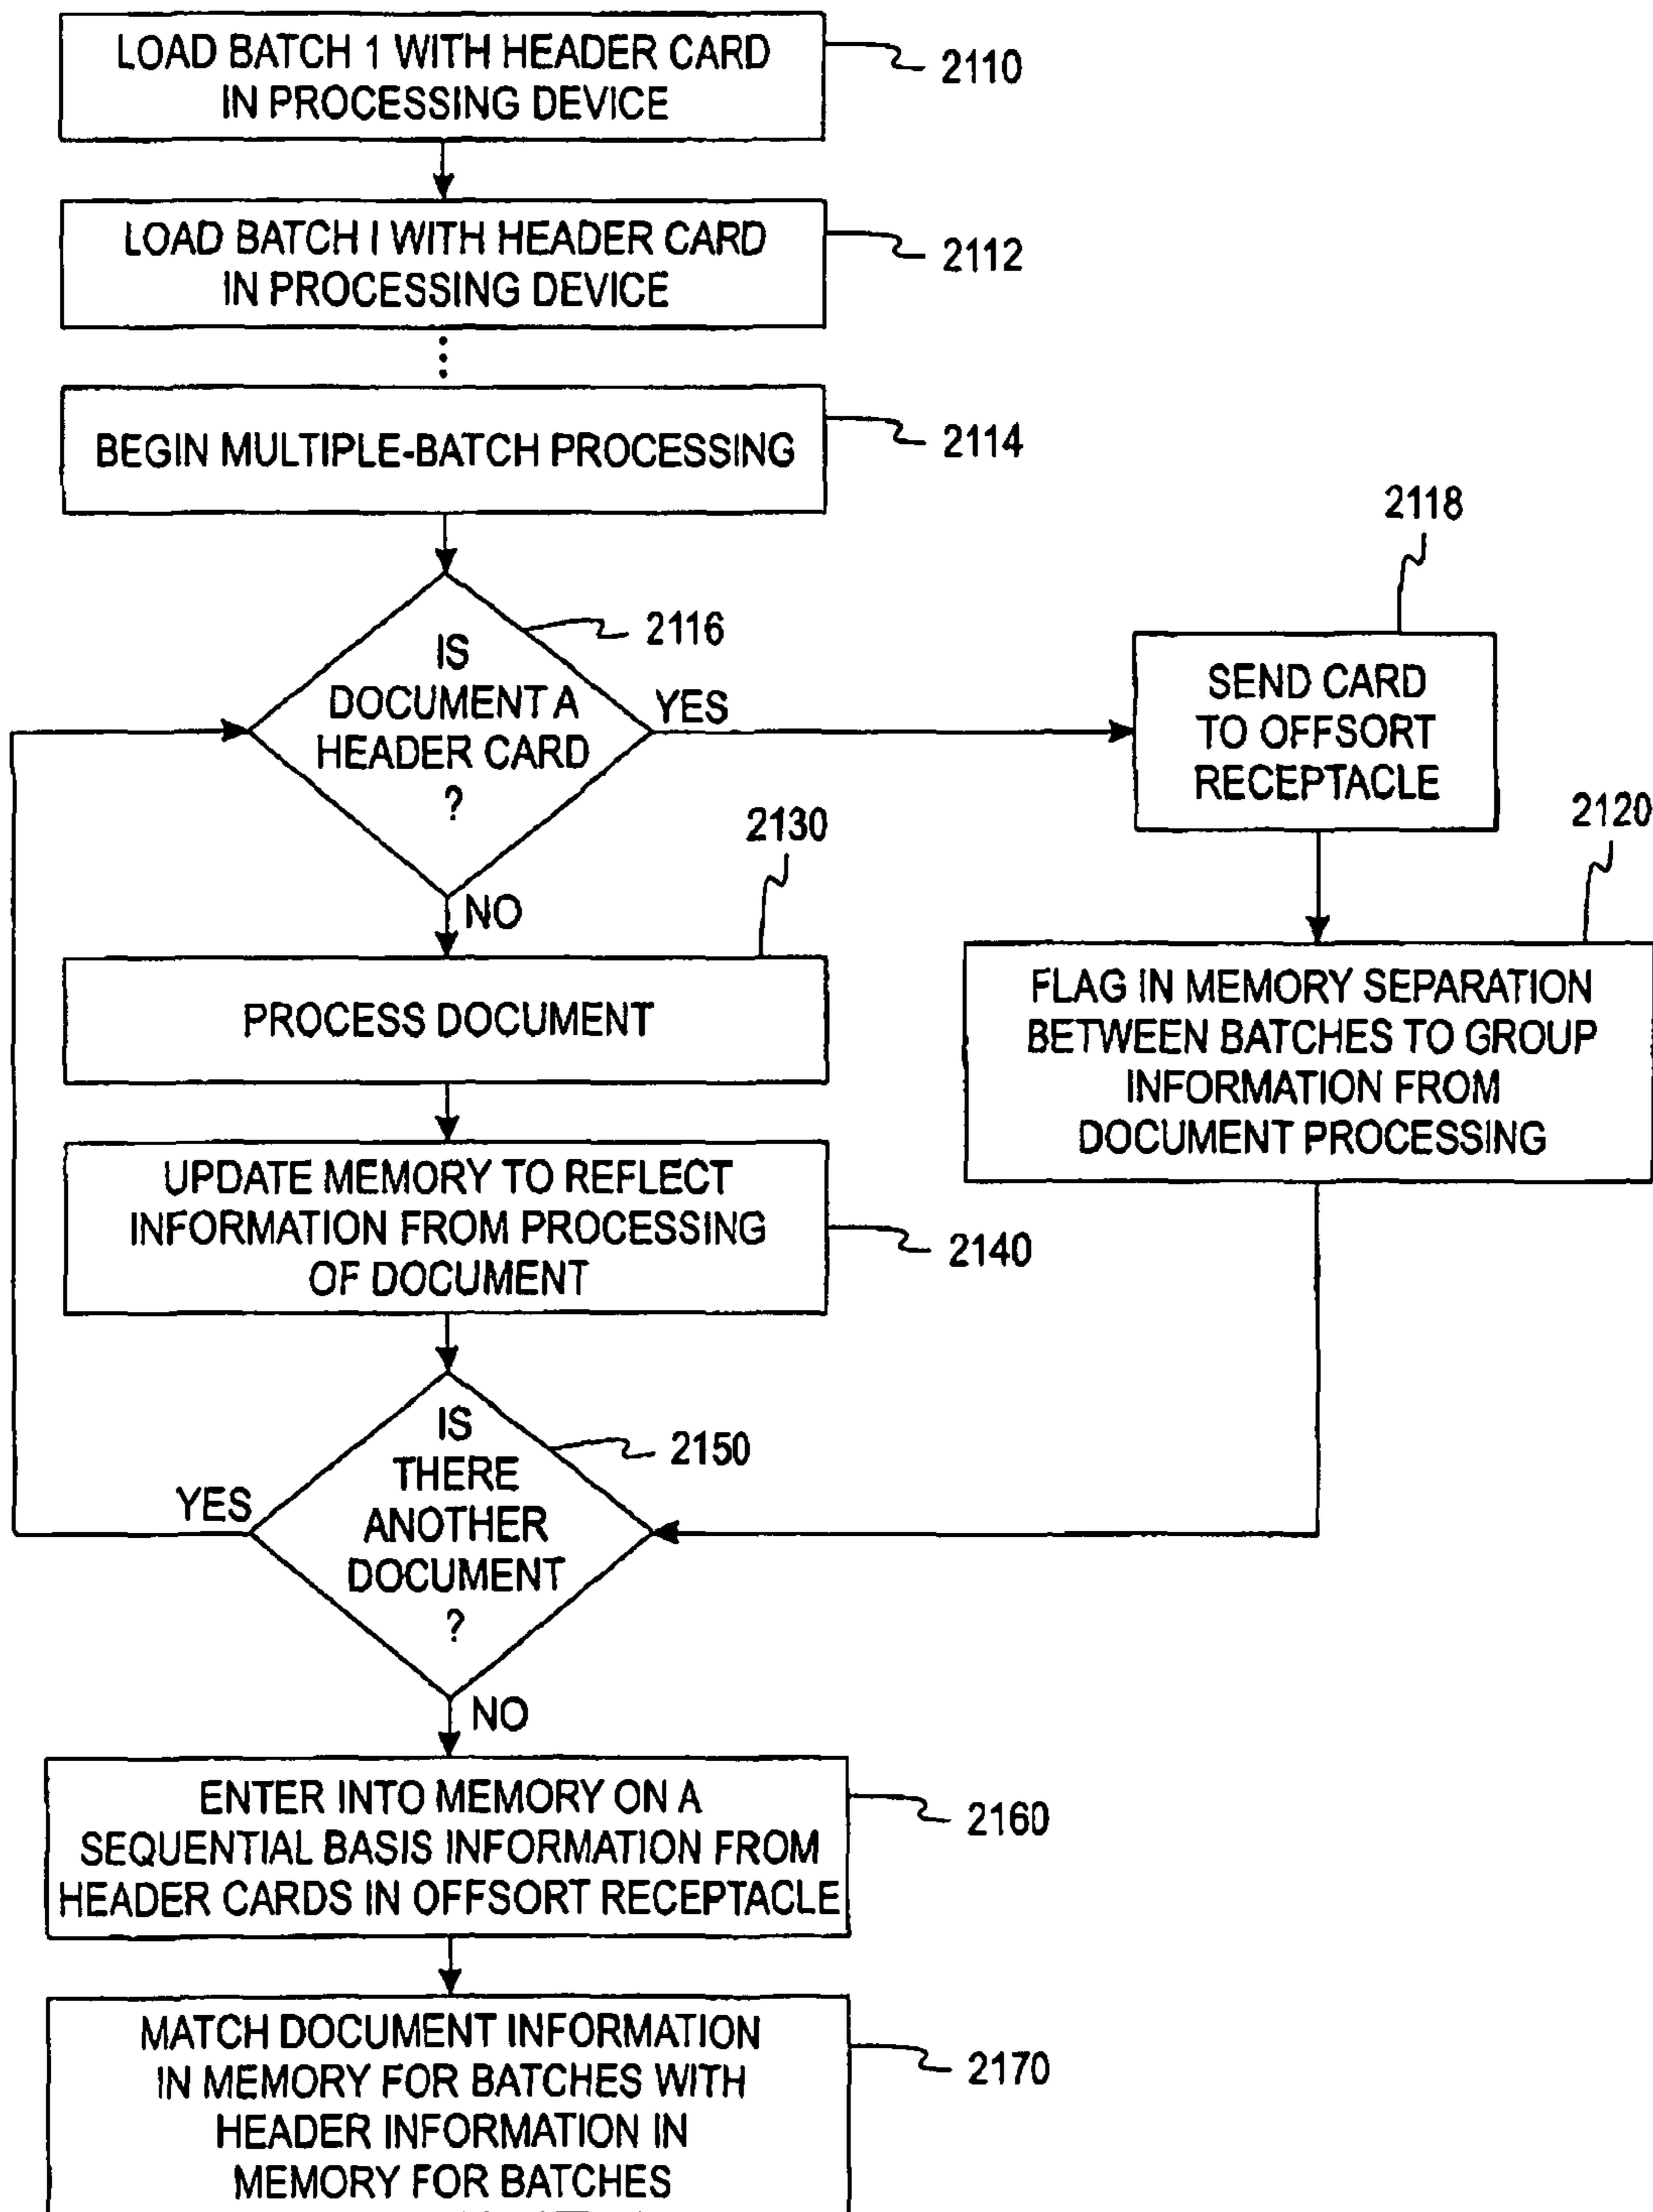 LOAD BATCH 1 WITH HEADER CARD
IN PROCESSING DEVICE
2110
LOAD BATCH I WITH HEADER CARD
IN PROCESSING DEVICE
2112
BEGIN MULTIPLE-BATCH PROCESSING
2114
IS
DOCUMENT A
HEADER CARD
?
2116
YES
NO
2118
SEND CARD
TO OFFSORT
RECEPTACLE
2120
FLAG IN MEMORY SEPARATION
BETWEEN BATCHES TO GROUP
INFORMATION FROM
DOCUMENT PROCESSING
2130
PROCESS DOCUMENT
UPDATE MEMORY TO REFLECT
INFORMATION FROM PROCESSING
OF DOCUMENT
2140
IS
THERE
ANOTHER
DOCUMENT
?
2150
YES
NO
ENTER INTO MEMORY ON A
SEQUENTIAL BASIS INFORMATION FROM
HEADER CARDS IN OFFSORT RECEPTACLE
2160
MATCH DOCUMENT INFORMATION
IN MEMORY FOR BATCHES WITH
HEADER INFORMATION IN
MEMORY FOR BATCHES
2170